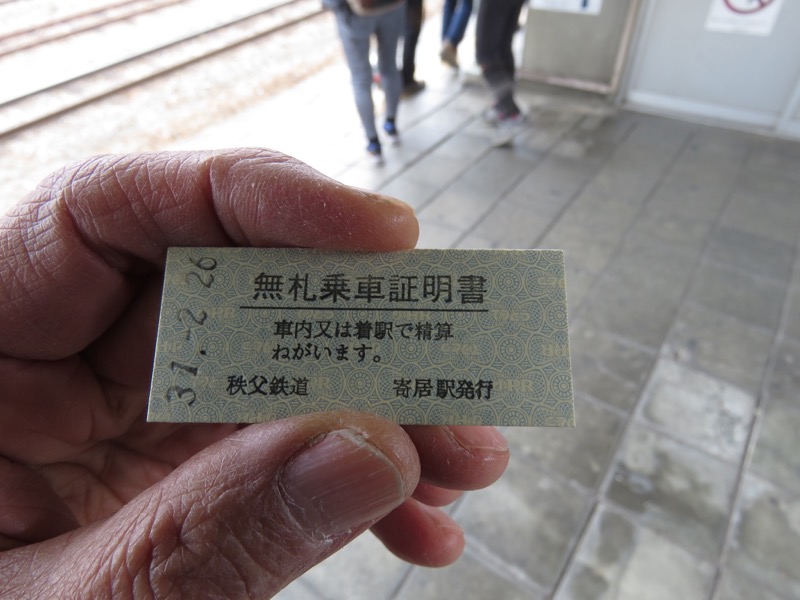 31.-2.26
無札乗車証明書
車内又は着駅で精算
ねがいます。
秩父鉄道 寄居駅発行